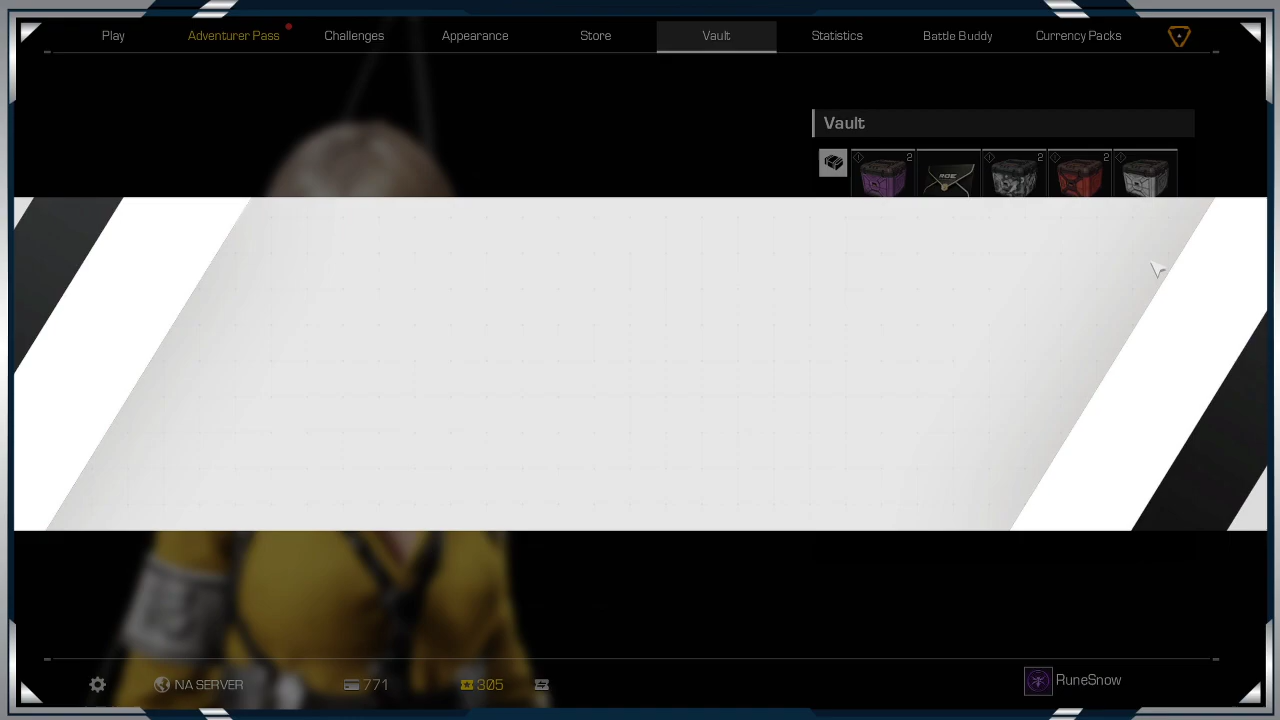 Play Adventurer Pass Challenges Appearance Store Vault Statistics Battle Buddy Currency Packs
Vault
2 2 2
ROE
NA SERVER 771 305 RuneSnow